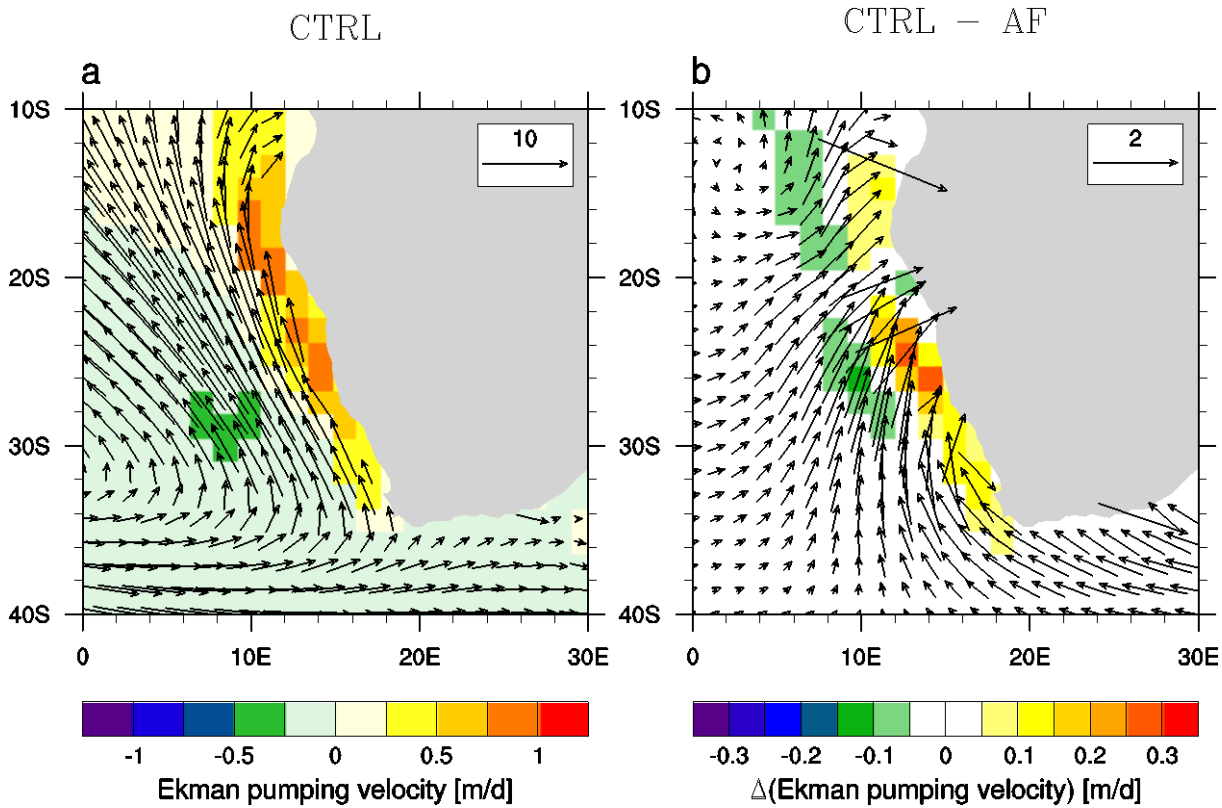 CTRL
CTRL – AF
a
b
10S
20S
30S
40S
10
0
10E
20E
30E
10S
20S
30S
40S
2
0
10E
20E
30E
-1
-0.5
0
0.5
1
Ekman pumping velocity [m/d]
-0.3
-0.2
-0.1
0
0.1
0.2
0.3
Δ(Ekman pumping velocity) [m/d]